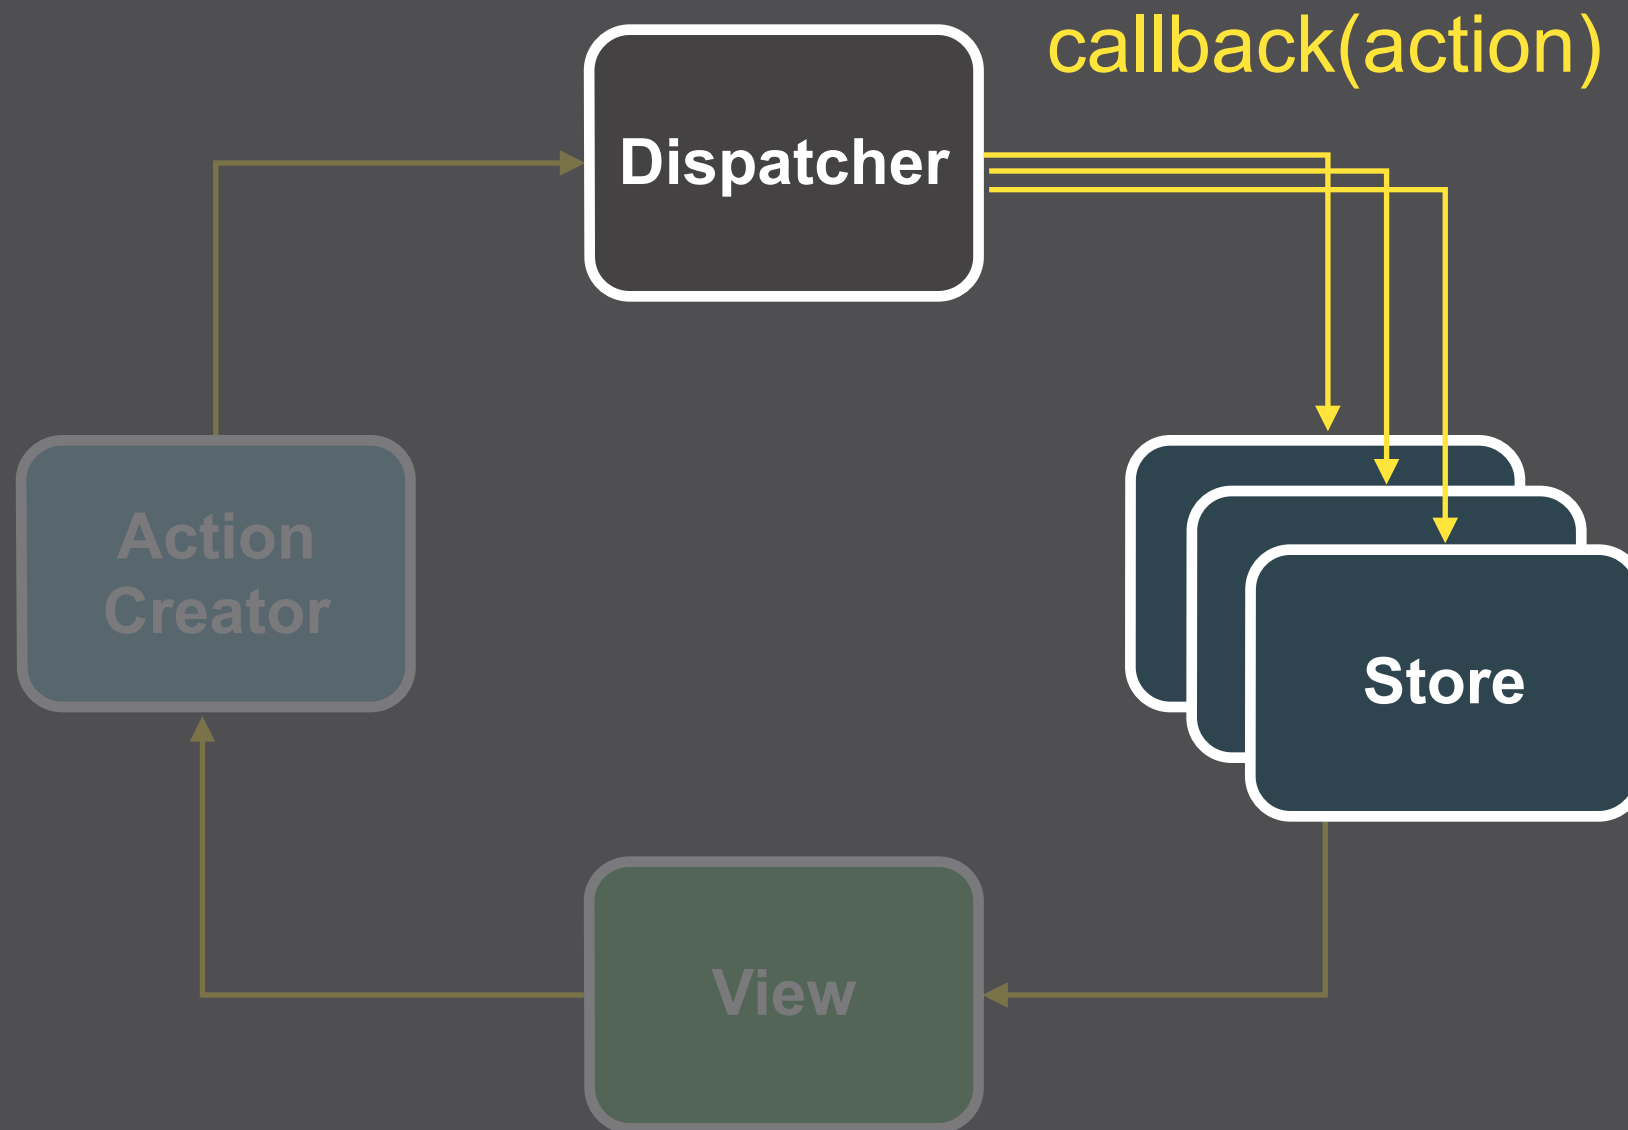 callback(action)
Dispatcher
Action
Creator
Store
View